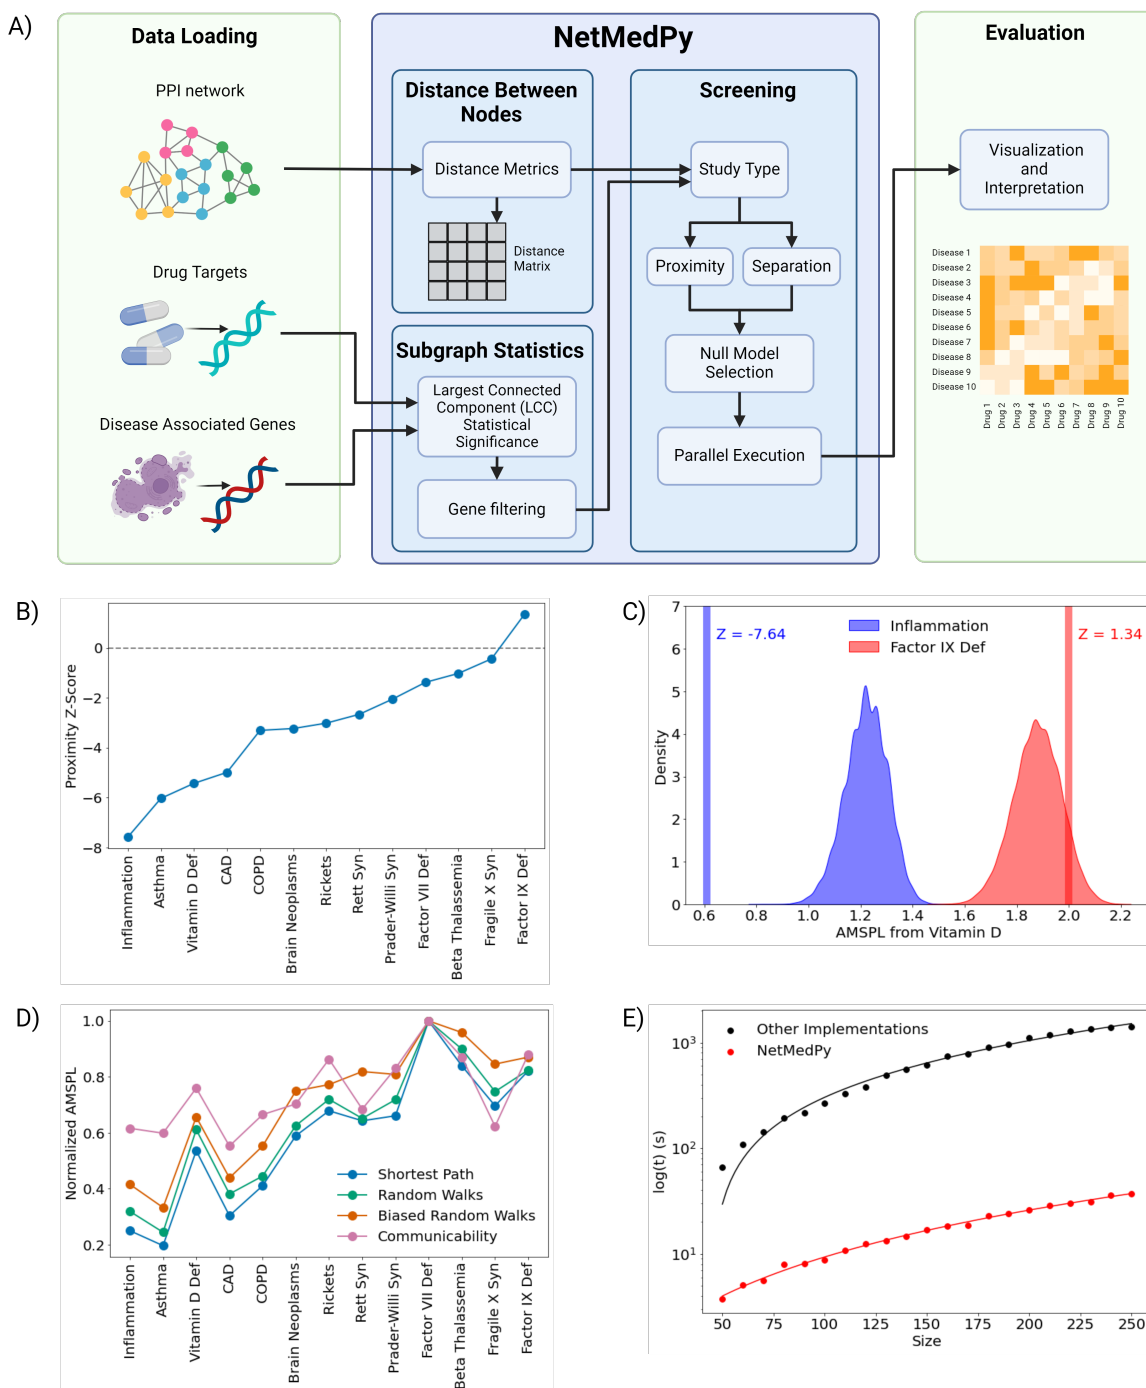 A)
Data Loading
PPI network
Drug Targets
Disease Associated Genes
NetMedPy
Distance Between
Nodes
Distance Metrics
Distance
Matrix
Subgraph Statistics
Largest Connected
Component (LCC)
Statistical
Significance
Gene filtering
Screening
Study Type
Proximity
Separation
Null Model
Selection
Parallel Execution
Evaluation
Visualization
and
Interpretation
Disease 1
Disease 2
Disease 3
Disease 4
Disease 5
Disease 6
Disease 7
Disease 8
Disease 9
Disease 10
Drug 1
Drug 2
Drug 3
Drug 4
Drug 5
Drug 6
Drug 7
Drug 8
Drug 9
Drug 10
B)
Proximity Z-Score
0
−2
−4
−6
−8
Inflammation
Asthma
Vitamin D Def
CAD
COPD
Brain Neoplasms
Rickets
Rett Syn
Prader-Willi Syn
Factor VII Def
Beta Thalassemia
Fragile X Syn
Factor IX Def
C)
Density
7
6
5
4
3
2
1
0
Z = -7.64
Inflammation
Factor IX Def
Z = 1.34
0.6
0.8
1.0
1.2
1.4
1.6
1.8
2.0
2.2
AMSPL from Vitamin D
D)
Normalized AMSPL
1.0
0.8
0.6
0.4
0.2
Shortest Path
Random Walks
Biased Random Walks
Communicability
Inflammation
Asthma
Vitamin D Def
CAD
COPD
Brain Neoplasms
Rickets
Rett Syn
Prader-Willi Syn
Factor VII Def
Beta Thalassemia
Fragile X Syn
Factor IX Def
E)
log(t) (s)
10³
10²
10¹
Other Implementations
NetMedPy
50
75
100
125
150
175
200
225
250
Size